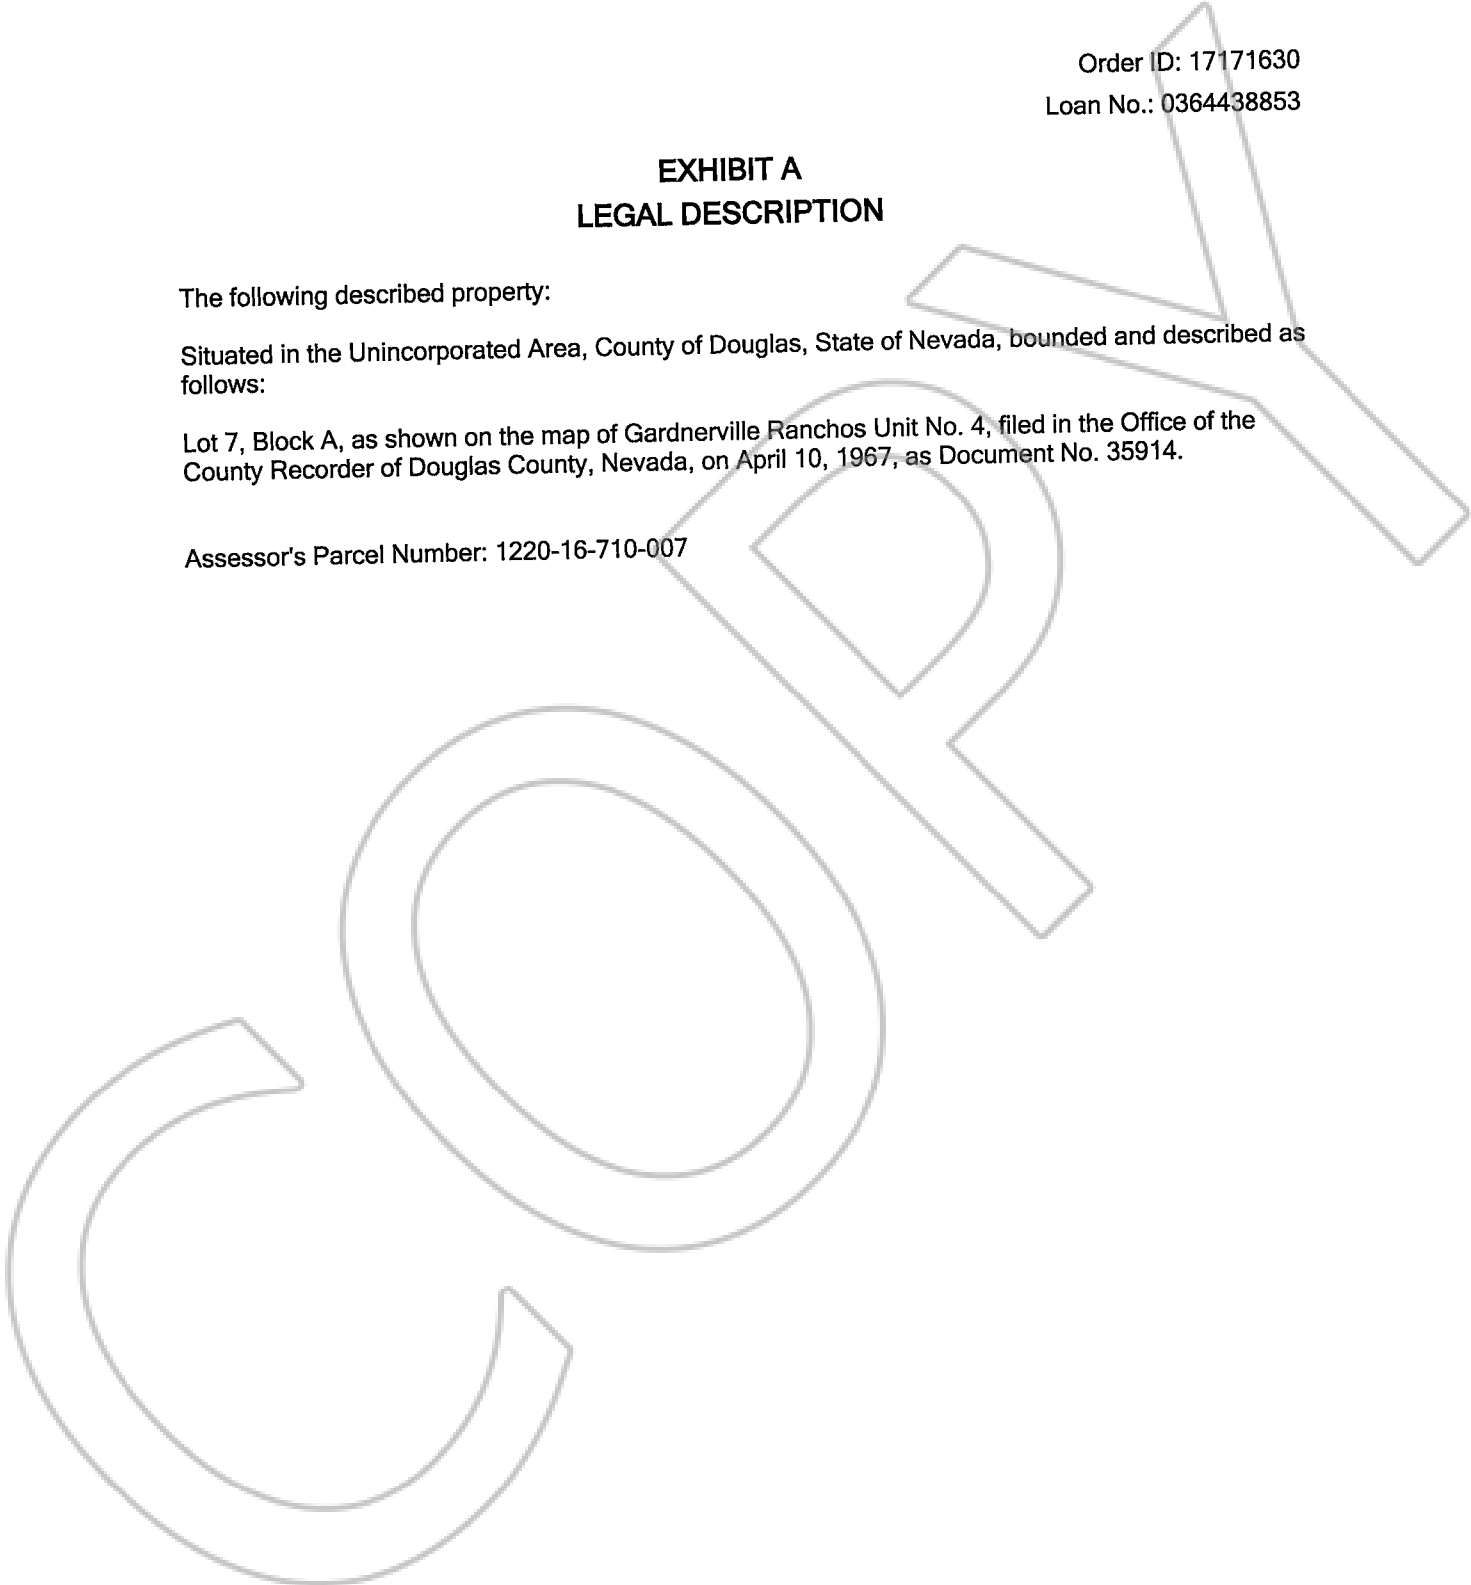 Order ID: 17171630
Loan No.: 0364438853
EXHIBIT A
LEGAL DESCRIPTION
The following described property:
Situated in the Unincorporated Area, County of Douglas, State of Nevada, bounded and described as
follows:
Lot 7, Block A, as shown on the map of Gardnerville Ranchos Unit No. 4, filed in the Office of the
County Recorder of Douglas County, Nevada, on April 10, 1967, as Document No. 35914.
Assessor's Parcel Number: 1220-16-710-007
COPY